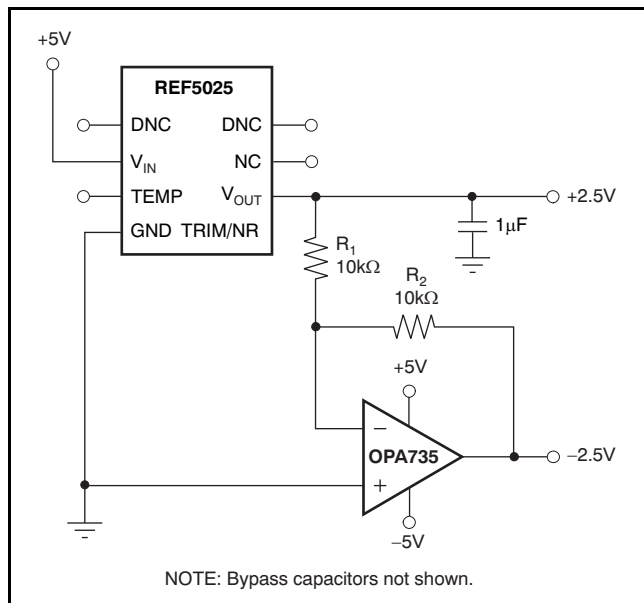 +5V
REF5025
DNC DNC
V_IN NC
TEMP V_OUT
GND TRIM/NR
+2.5V
1μF
R_1
10kΩ
R_2
10kΩ
+5V
−
OPA735
+
−2.5V
−5V
NOTE: Bypass capacitors not shown.